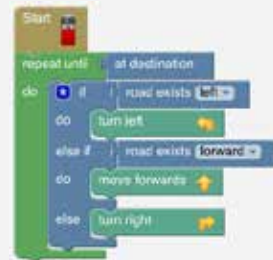 Start
repeat until at destination
do if road exists left
do turn left
else if road exists forward
do move forwards
else turn right